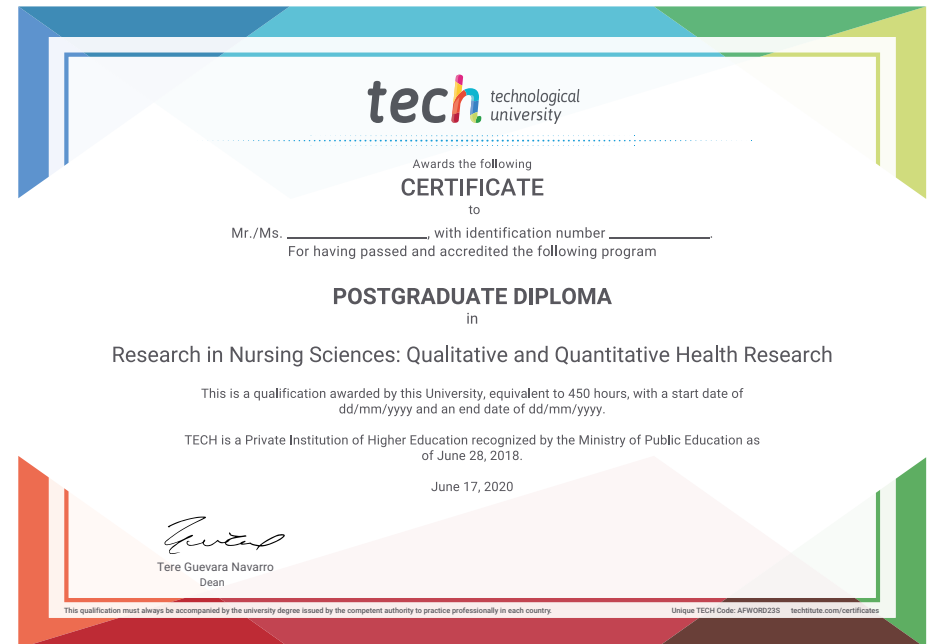 tech technological
university
Awards the following
CERTIFICATE
to
Mr./Ms. ____________________, with identification number ______________.
For having passed and accredited the following program
POSTGRADUATE DIPLOMA
in
Research in Nursing Sciences: Qualitative and Quantitative Health Research
This is a qualification awarded by this University, equivalent to 450 hours, with a start date of
dd/mm/yyyy and an end date of dd/mm/yyyy.
TECH is a Private Institution of Higher Education recognized by the Ministry of Public Education as
of June 28, 2018.
June 17, 2020
Tere Guevara Navarro
Dean
This qualification must always be accompanied by the university degree issued by the competent authority to practice professionally in each country. Unique TECH Code: AFWORD23S techtitute.com/certificates